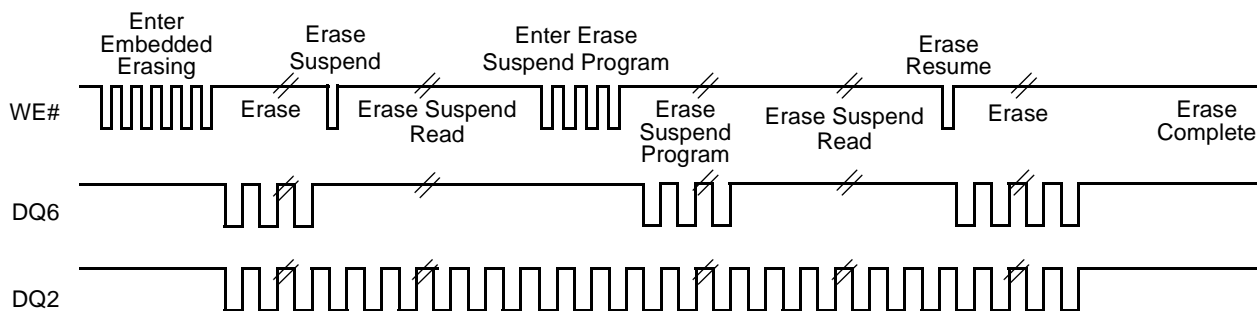 Enter
Embedded
Erasing
Erase
Suspend
Enter Erase
Suspend Program
Erase
Resume
WE#
Erase
Erase Suspend
Read
Erase
Suspend
Program
Erase Suspend
Read
Erase
Erase
Complete
DQ6
DQ2